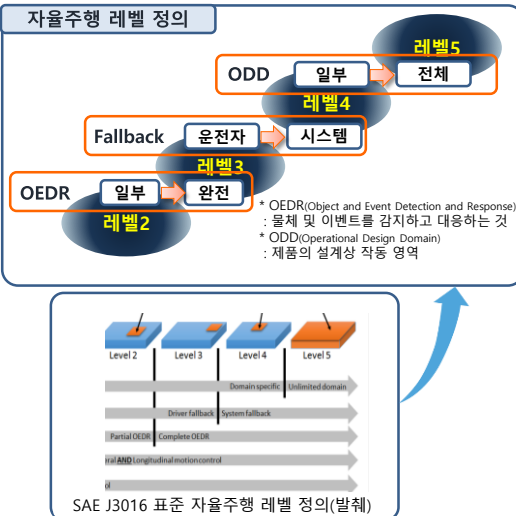 자율주행 레벨 정의
레벨5
ODD 일부 전체
레벨4
Fallback 운전자 시스템
레벨3
OEDR 일부 완전
레벨2
* OEDR(Object and Event Detection and Response)
: 물체 및 이벤트를 감지하고 대응하는 것
* ODD(Operational Design Domain)
: 제품의 설계상 작동 영역
Level 2 Level 3 Level 4 Level 5
Domain specific Unlimited domain
Driver fallback System fallback
Partial OEDR Complete OEDR
eral AND Longitudinal motion control
ol
SAE J3016 표준 자율주행 레벨 정의(발췌)